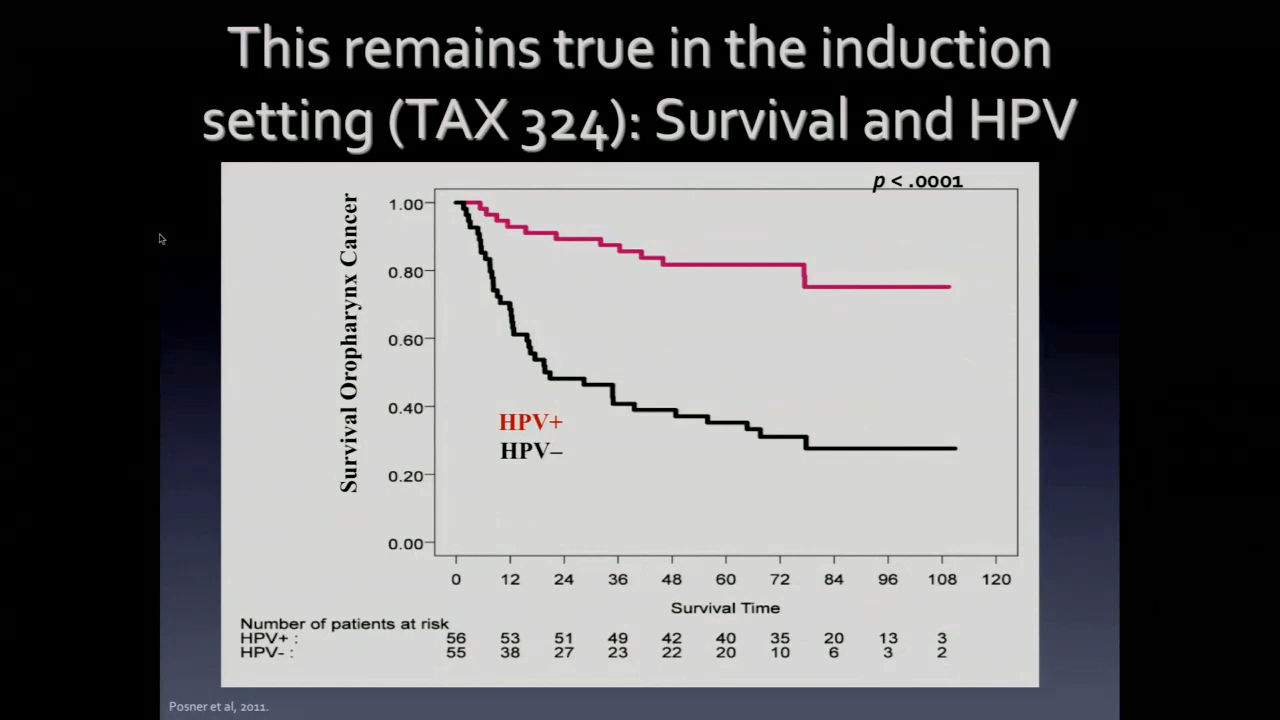 This remains true in the induction
setting (TAX 324): Survival and HPV
p < .0001
Survival Oropharynx Cancer
1.00
0.80
0.60
0.40
0.20
0.00
HPV+
HPV–
0 12 24 36 48 60 72 84 96 108 120
Survival Time
Number of patients at risk
HPV+ : 56 53 51 49 42 40 35 20 13 3
HPV- : 55 38 27 23 22 20 10 6 3 2
Posner et al, 2011.